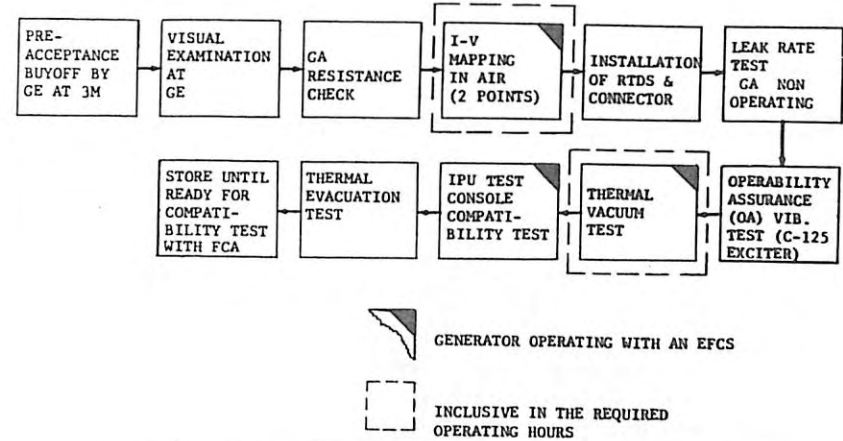 PRE-
ACCEPTANCE
BUYOFF BY
GE AT 3M
VISUAL
EXAMINATION
AT
GE
GA
RESISTANCE
CHECK
I-V
MAPPING
IN AIR
(2 POINTS)
INSTALLATION
OF RTDS &
CONNECTOR
LEAK RATE
TEST
GA NON
OPERATING
OPERABILITY
ASSURANCE
(OA) VIB.
TEST (C-125
EXCITER)
THERMAL
VACUUM
TEST
IPU TEST
CONSOLE
COMPATI-
BILITY TEST
THERMAL
EVACUATION
TEST
STORE UNTIL
READY FOR
COMPATI-
BILITY TEST
WITH FCA
GENERATOR OPERATING WITH AN EFCS
INCLUSIVE IN THE REQUIRED
OPERATING HOURS